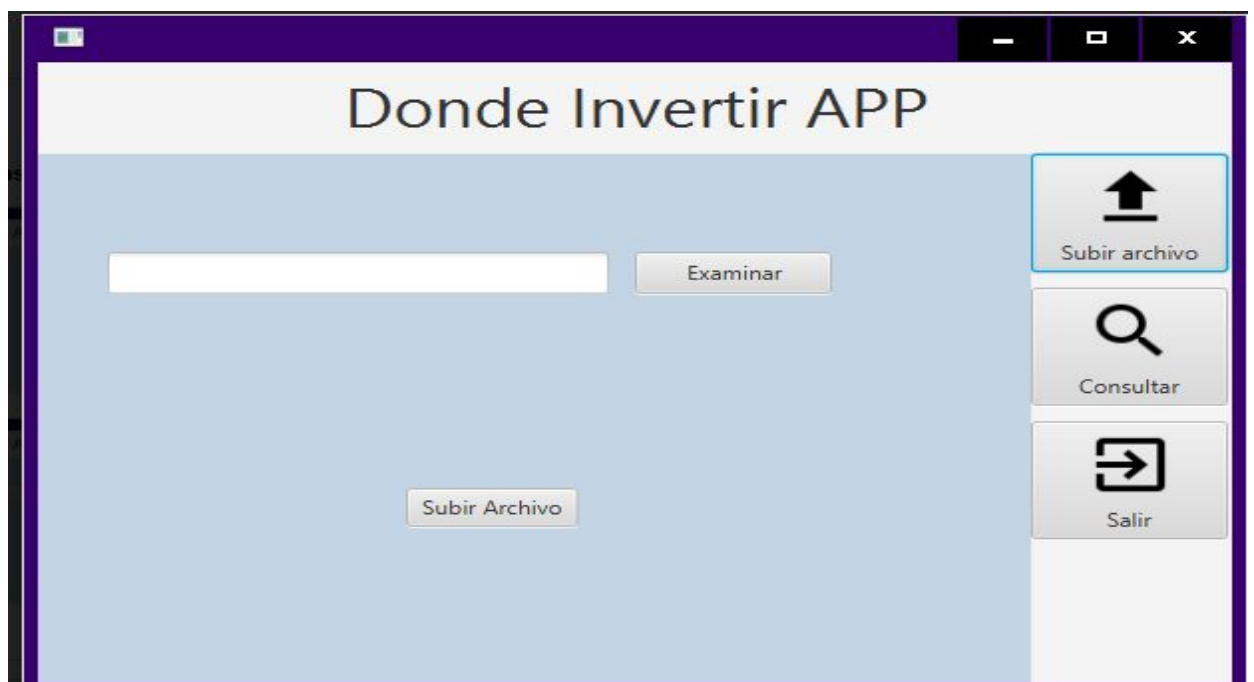 Donde Invertir APP
Subir archivo
Examinar
Consultar
Subir Archivo
Salir